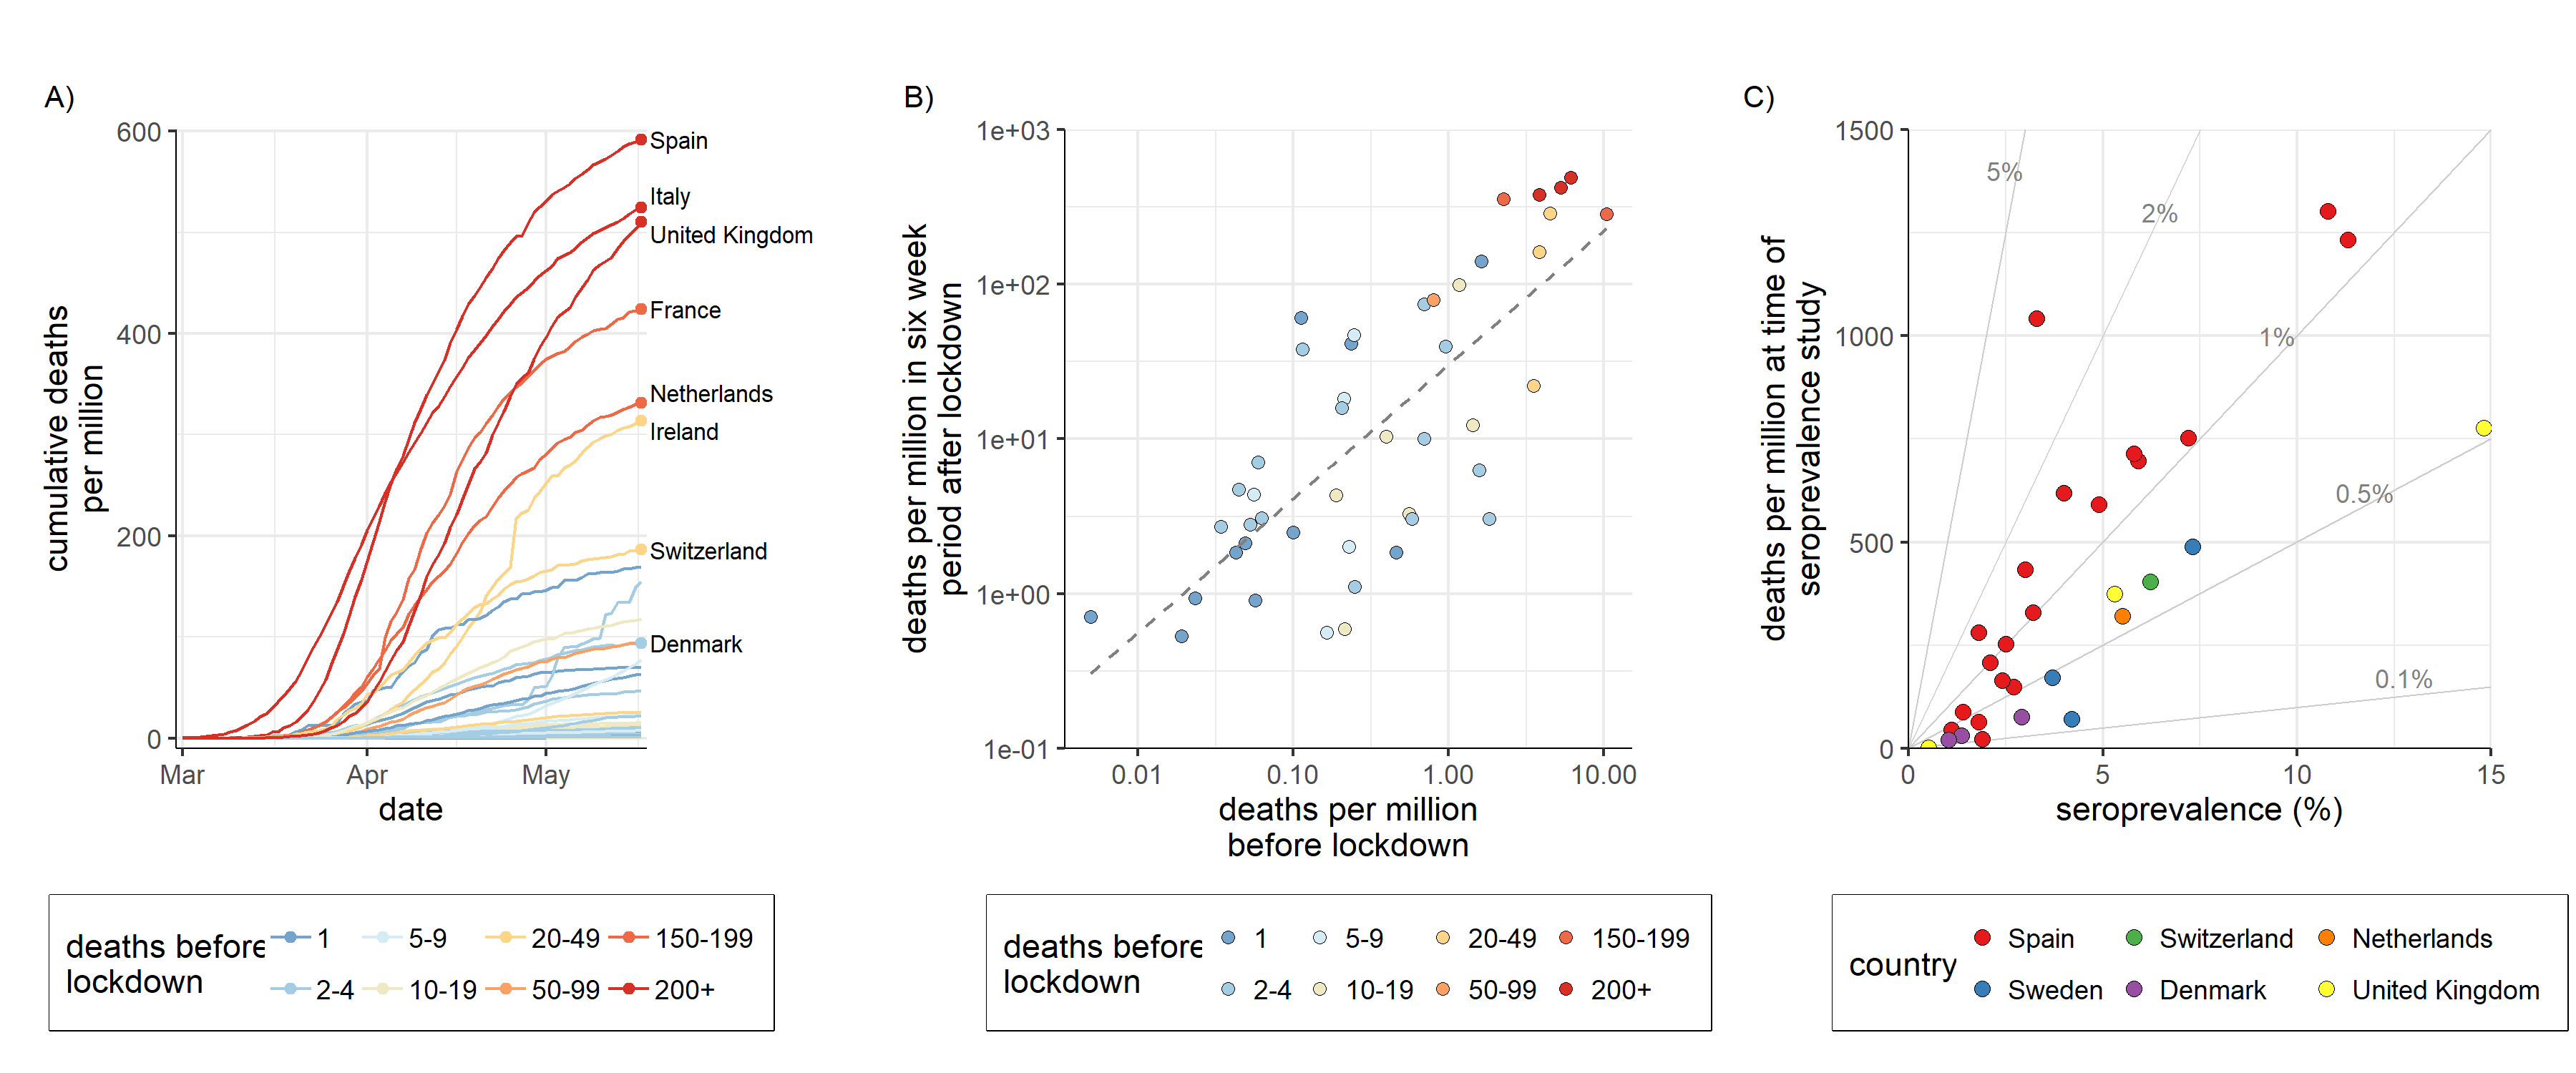 A)
600
400
200
0
Mar
Apr
May
cumulative deaths
per million
date
Spain
Italy
United Kingdom
France
Netherlands
Ireland
Switzerland
Denmark
deaths before
lockdown
1
5-9
20-49
150-199
2-4
10-19
50-99
200+
B)
1e+03
1e+02
1e+01
1e+00
1e-01
0.01
0.10
1.00
10.00
deaths per million in six week
period after lockdown
deaths per million
before lockdown
deaths before
lockdown
1
5-9
20-49
150-199
2-4
10-19
50-99
200+
C)
1500
1000
500
0
0
5
10
15
deaths per million at time of
seroprevalence study
seroprevalence (%)
5%
2%
1%
0.5%
0.1%
country
Spain
Switzerland
Netherlands
Sweden
Denmark
United Kingdom